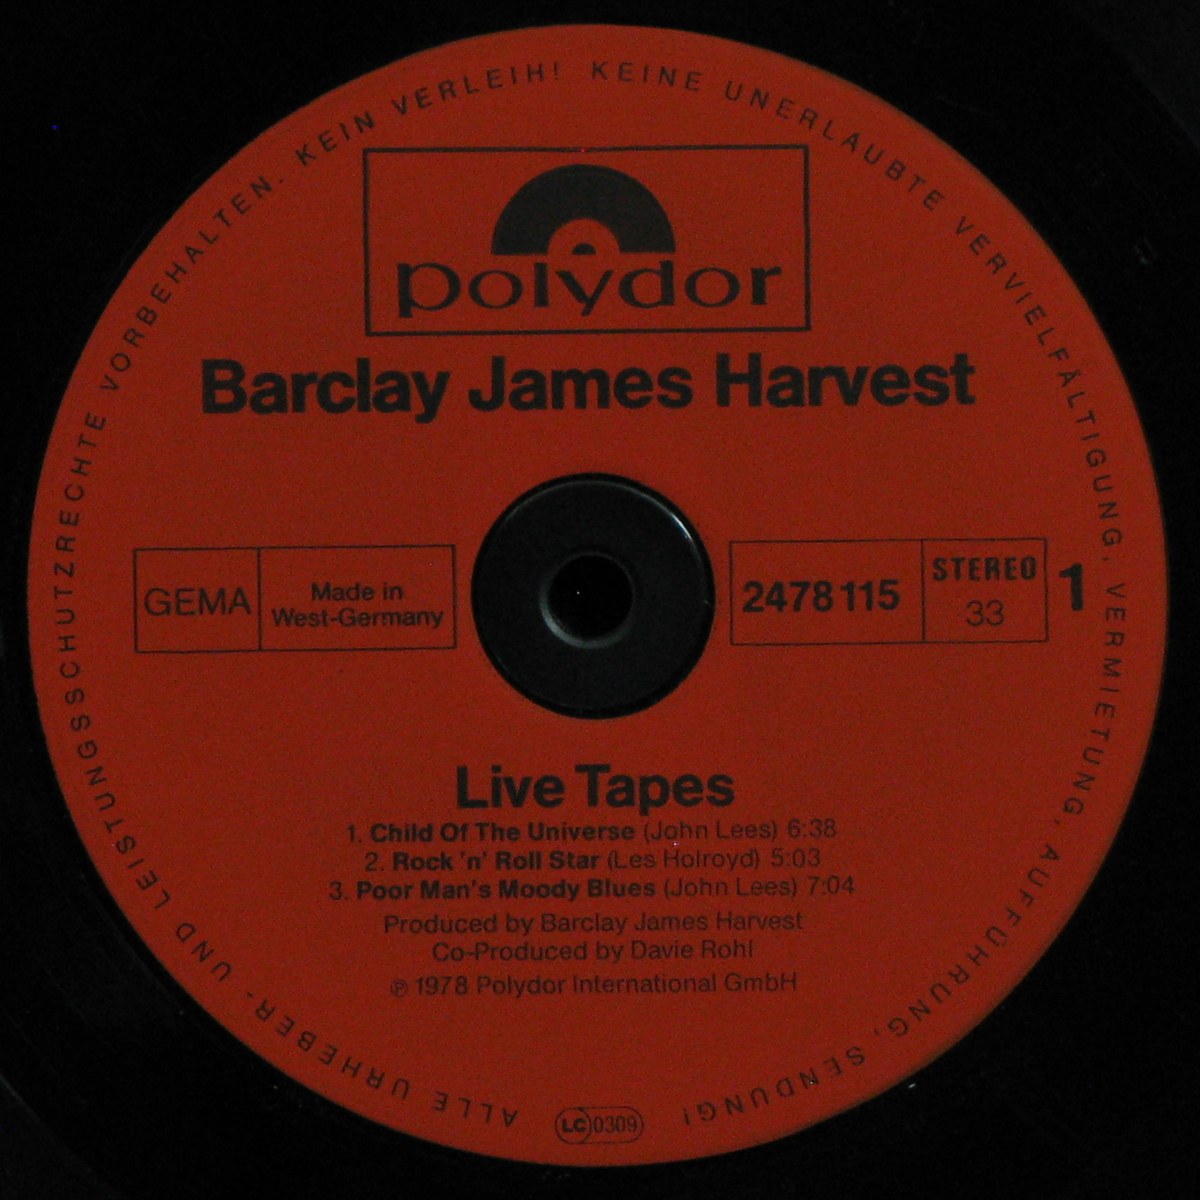 ALLE URHEBER- UND LEISTUNGSSCHUTZRECHTE VORBEHALTEN. KEIN VERLEIH! KEINE UNERLAUBTE VERVIELFÄLTIGUNG, VERMIETUNG, AUFFÜHRUNG, SENDUNG!
polydor
Barclay James Harvest
GEMA
Made in
West-Germany
2478 115
STEREO
33
1
Live Tapes
1. Child Of The Universe (John Lees) 6:38
2. Rock 'n' Roll Star (Les Holroyd) 5:03
3. Poor Man's Moody Blues (John Lees) 7:04
Produced by Barclay James Harvest
Co-Produced by Davie Rohl
℗ 1978 Polydor International GmbH
LC 0309